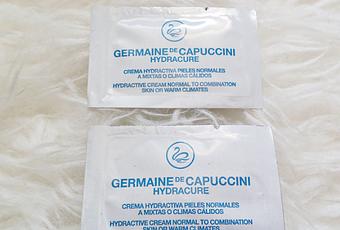 GERMAINE DE CAPUCCINI
HYDRACURE
CREMA HYDRACTIVA PIELES NORMALES
A MIXTAS O CLIMAS CÁLIDOS
HYDRACTIVE CREAM NORMAL TO COMBINATION
SKIN OR WARM CLIMATES
GERMAINE DE CAPUCCINI
HYDRACURE
CREMA HYDRACTIVA PIELES NORMALES
A MIXTAS O CLIMAS CÁLIDOS
HYDRACTIVE CREAM NORMAL TO COMBINATION
SKIN OR WARM CLIMATES